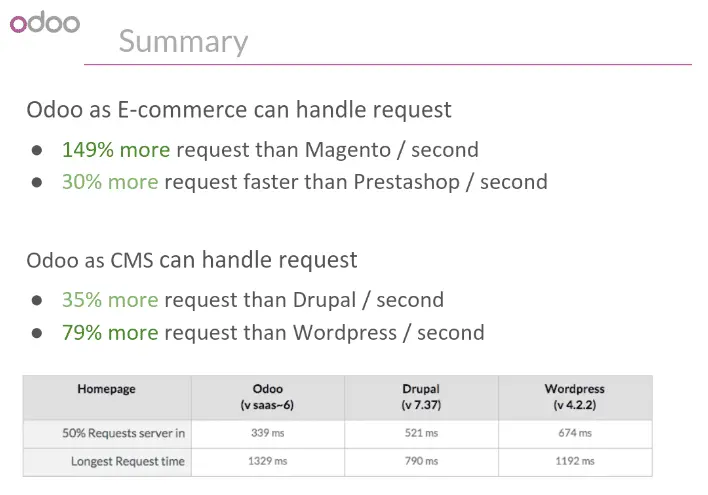 odoo
Summary
Odoo as E-commerce can handle request
● 149% more request than Magento / second
● 30% more request faster than Prestashop / second
Odoo as CMS can handle request
● 35% more request than Drupal / second
● 79% more request than Wordpress / second
Homepage Odoo Drupal Wordpress
(v saas~6) (v 7.37) (v 4.2.2)
50% Requests server in 339 ms 521 ms 674 ms
Longest Request time 1329 ms 790 ms 1192 ms